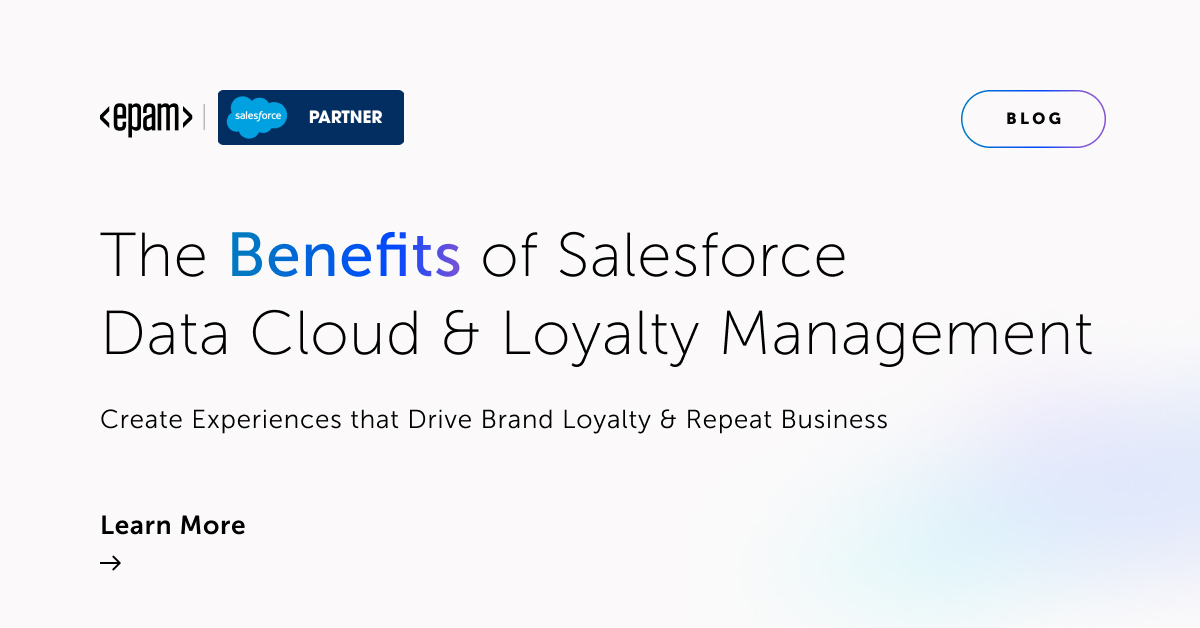 <epam>
salesforce
PARTNER
BLOG
The Benefits of Salesforce
Data Cloud & Loyalty Management
Create Experiences that Drive Brand Loyalty & Repeat Business
Learn More
→